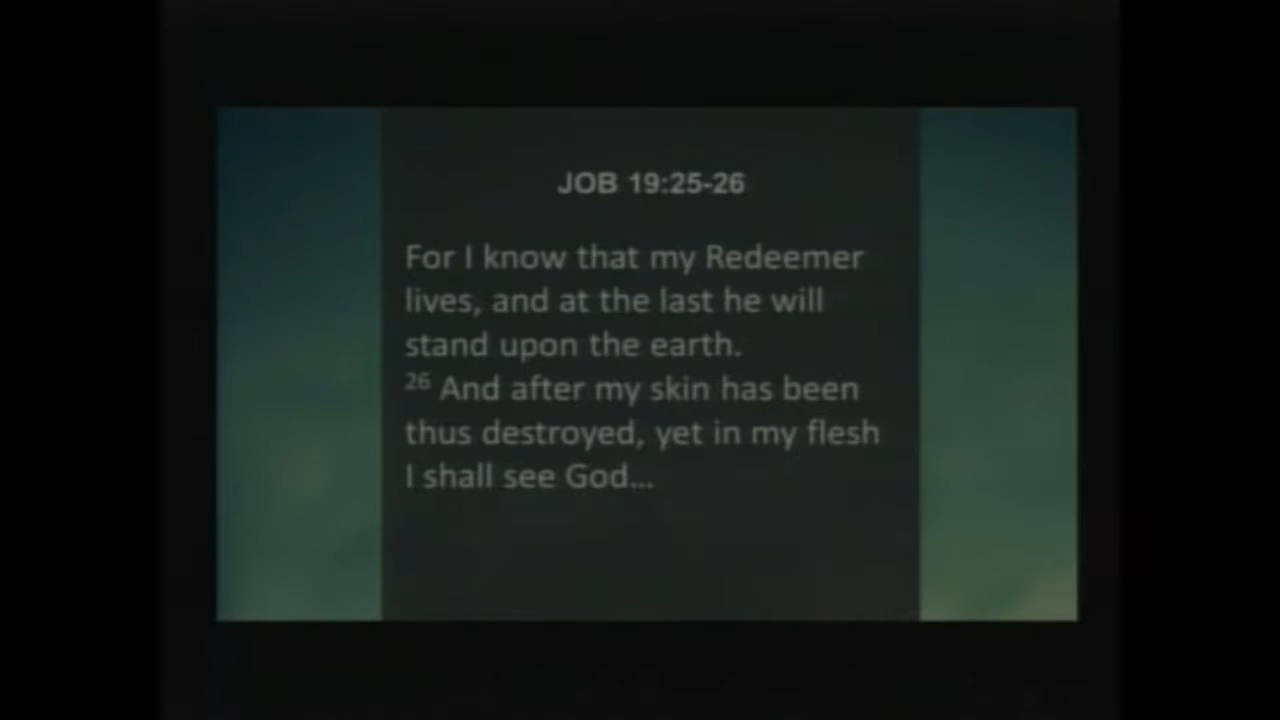 JOB 19:25-26
For I know that my Redeemer
lives, and at the last he will
stand upon the earth.
26 And after my skin has been
thus destroyed, yet in my flesh
I shall see God...